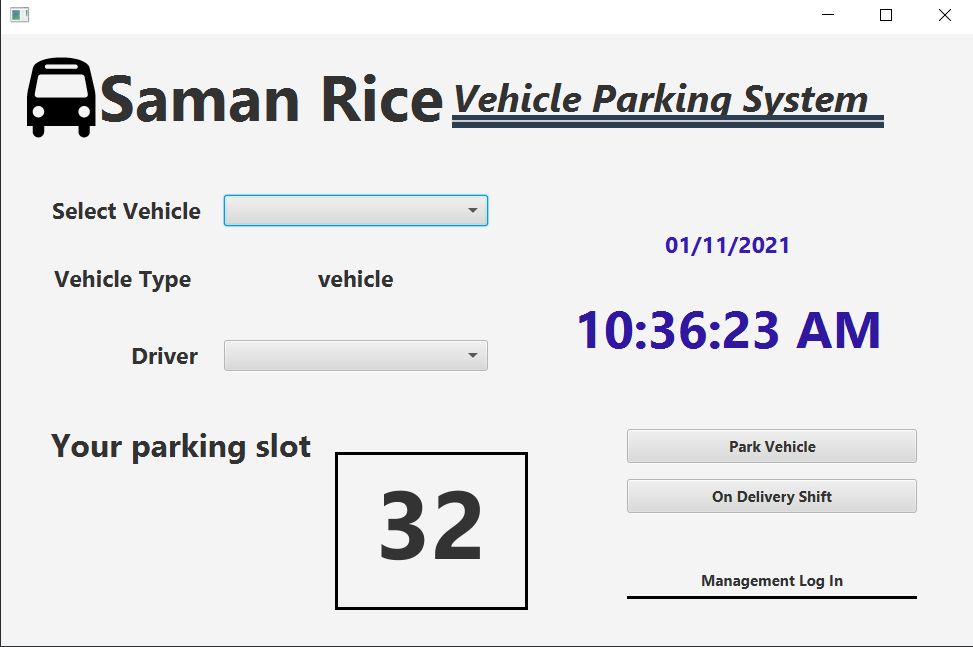 Saman Rice Vehicle Parking System
Select Vehicle
01/11/2021
Vehicle Type vehicle
10:36:23 AM
Driver
Your parking slot
Park Vehicle
32
On Delivery Shift
Management Log In